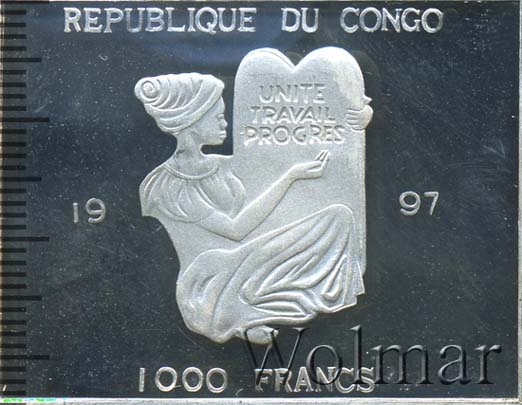 REPUBLIQUE DU CONGO
UNITE
TRAVAIL
PROGRES
19 97
1000 FRANCS
Wolmar